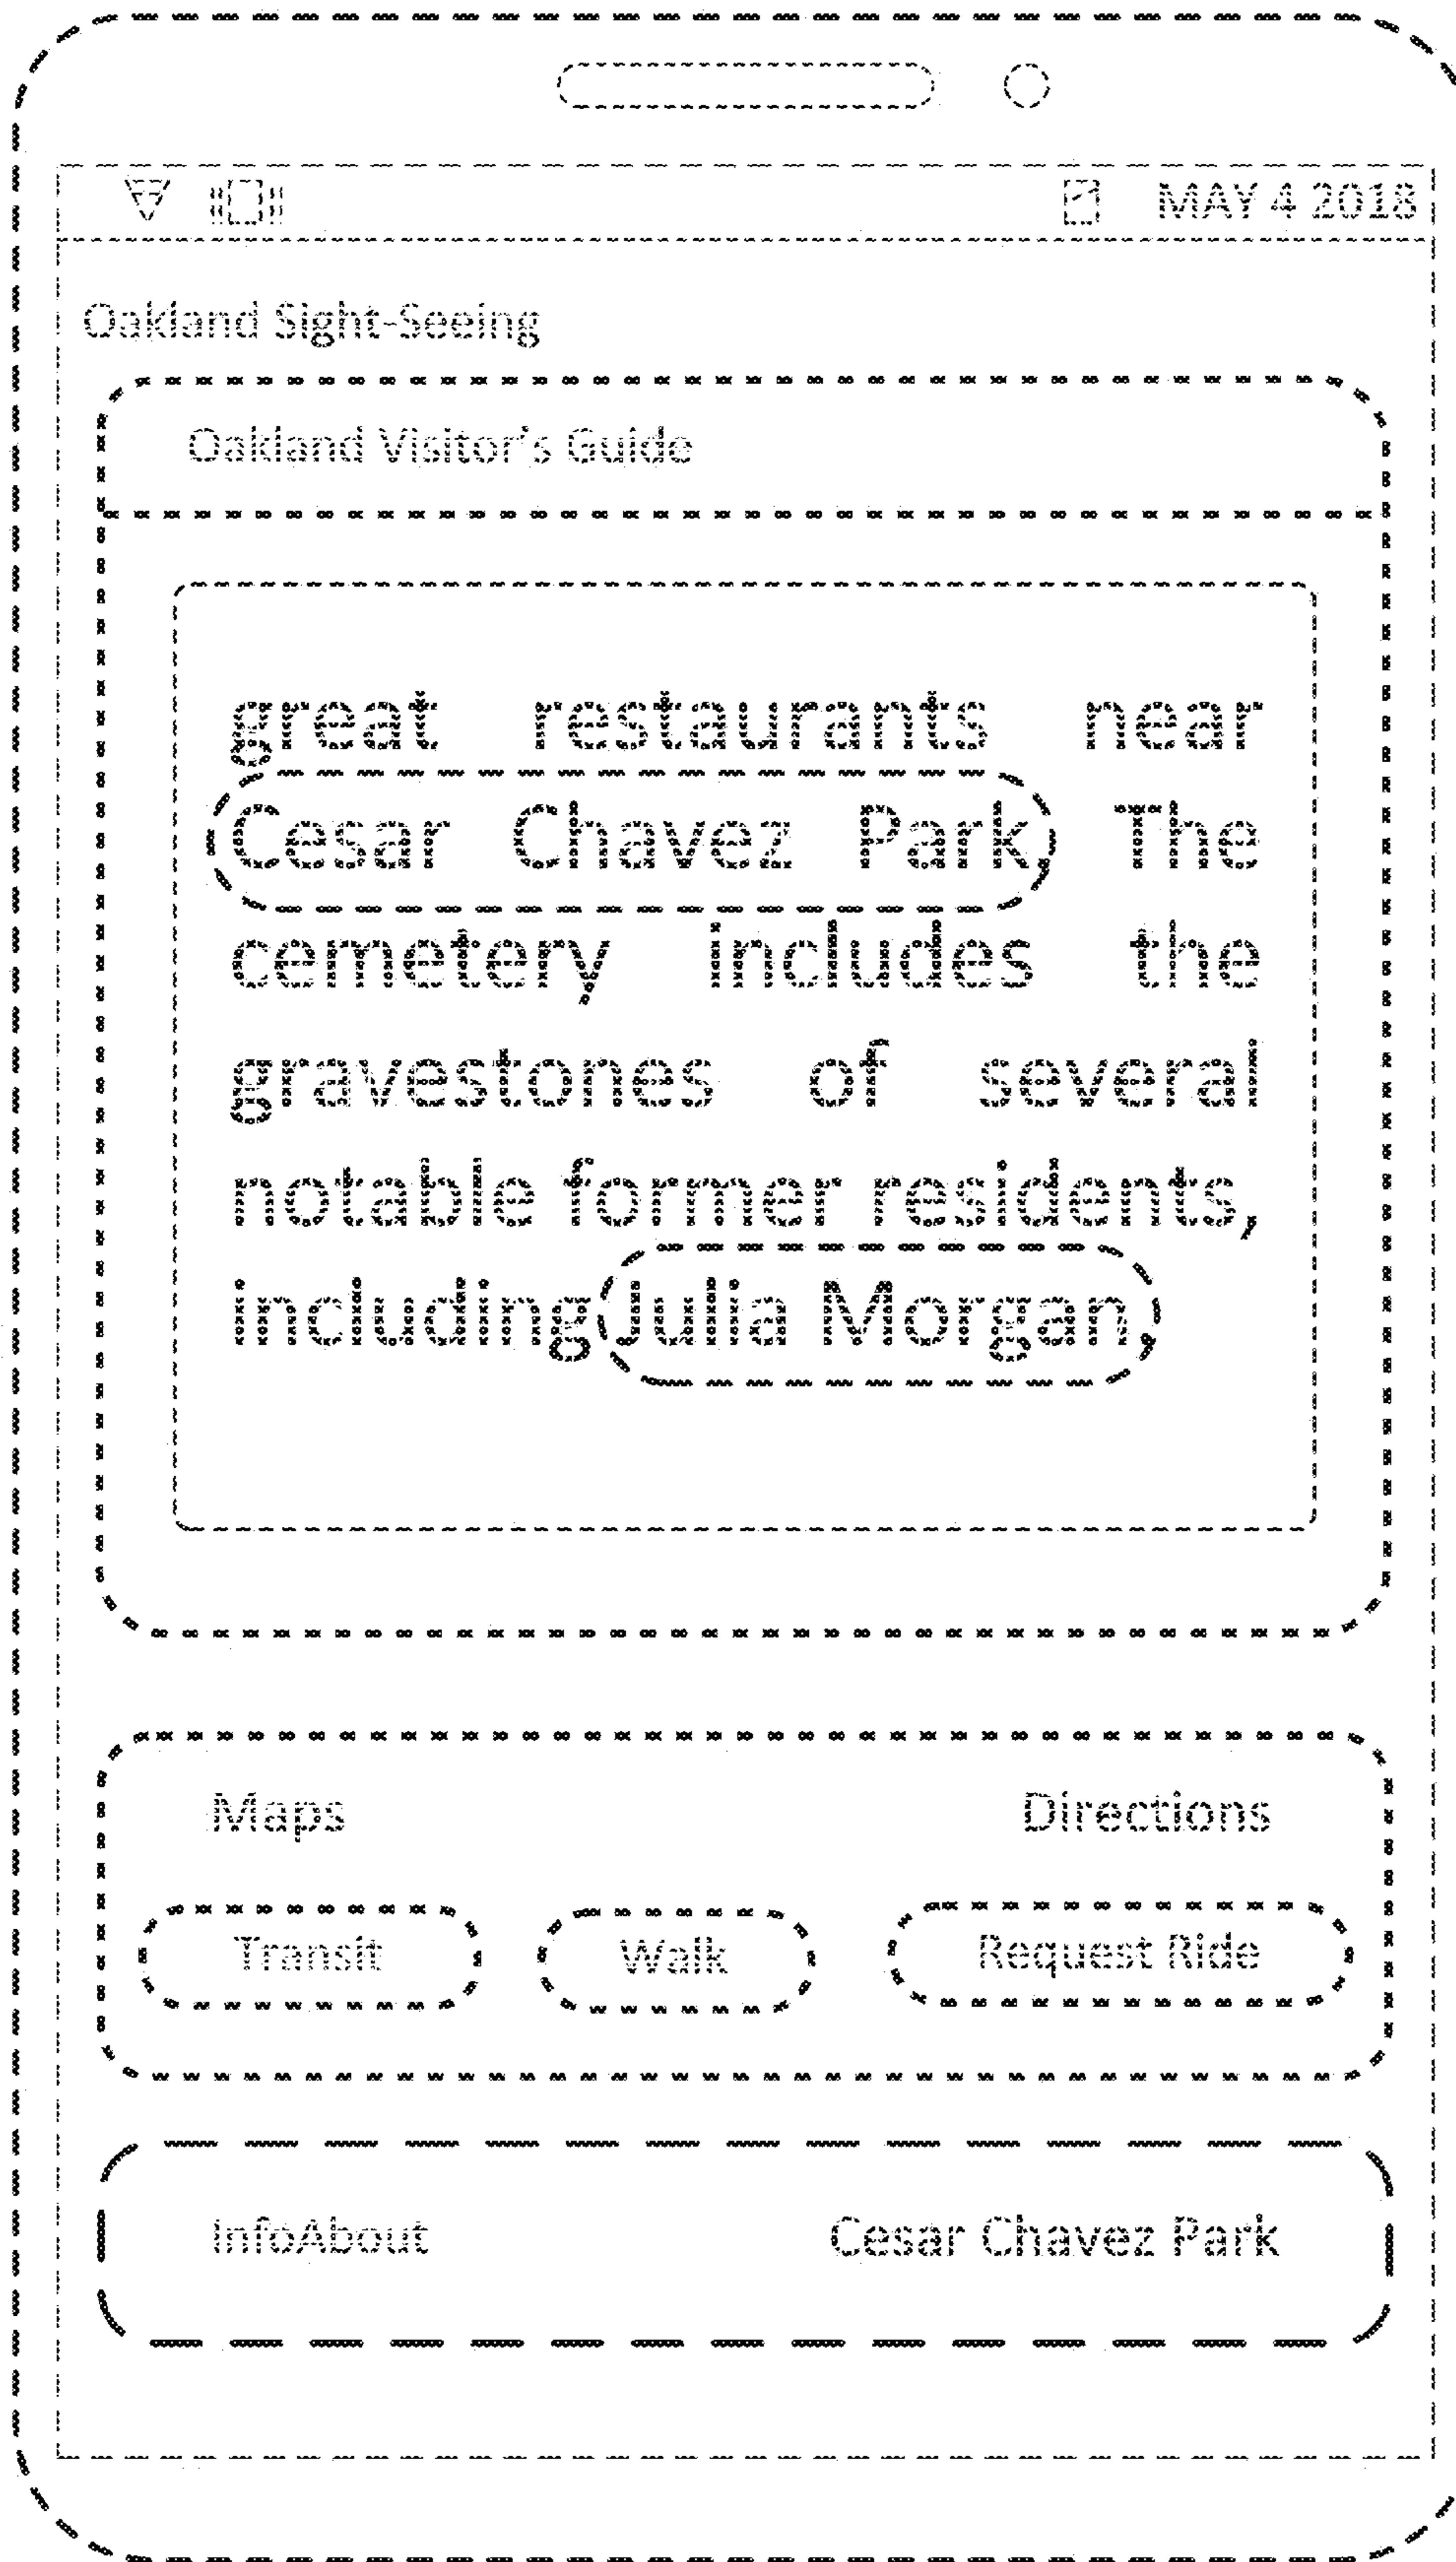 MAY 4 2018
Oakland Sight-Seeing
Oakland Visitor's Guide
great restaurants near
Cesar Chavez Park The
cemetery includes the
gravestones of several
notable former residents,
including Julia Morgan,
Maps Directions
Transit Walk Request Ride
InfoAbout Cesar Chavez Park